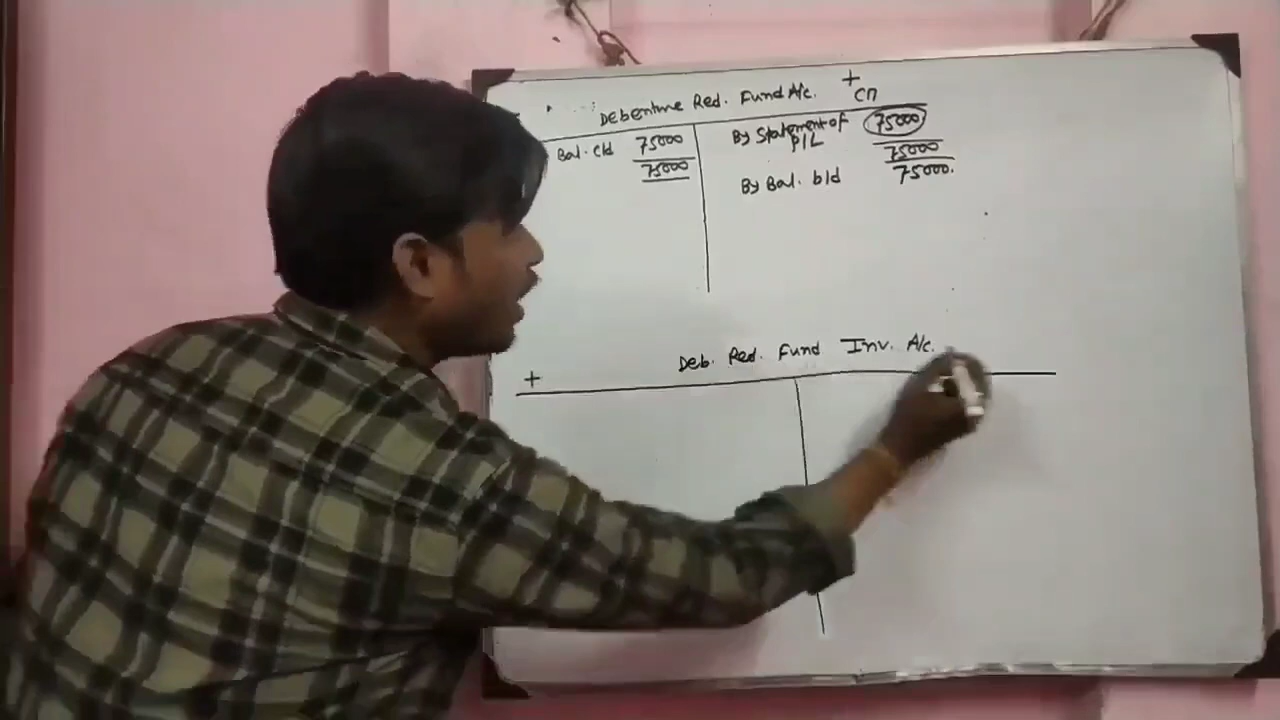 Debenture Red. Fund A/c. +
Cr
Bal. c/d 75000
75000
By Statement of P/L 75000
75000
By Bal. b/d 75000.
Deb. Red. Fund Inv. A/c.
+